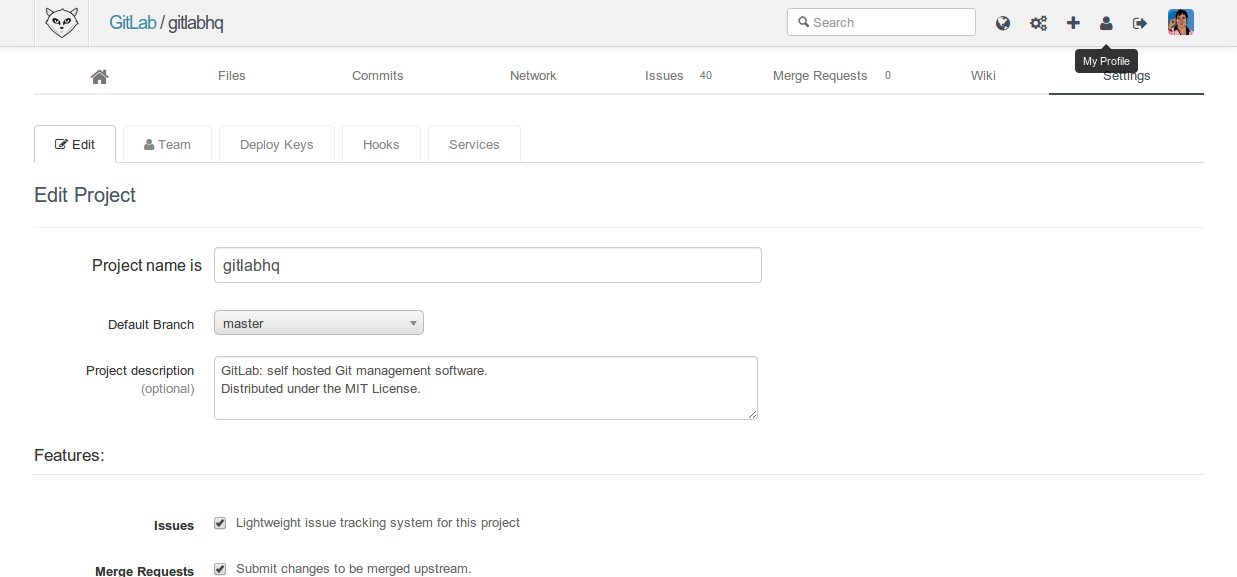 GitLab / gitlabhq
Search
My Profile
Files
Commits
Network
Issues 40
Merge Requests 0
Wiki
Settings
Edit
Team
Deploy Keys
Hooks
Services
Edit Project
Project name is
gitlabhq
Default Branch
master
Project description
(optional)
GitLab: self hosted Git management software.
Distributed under the MIT License.
Features:
Issues
Lightweight issue tracking system for this project
Merge Requests
Submit changes to be merged upstream.